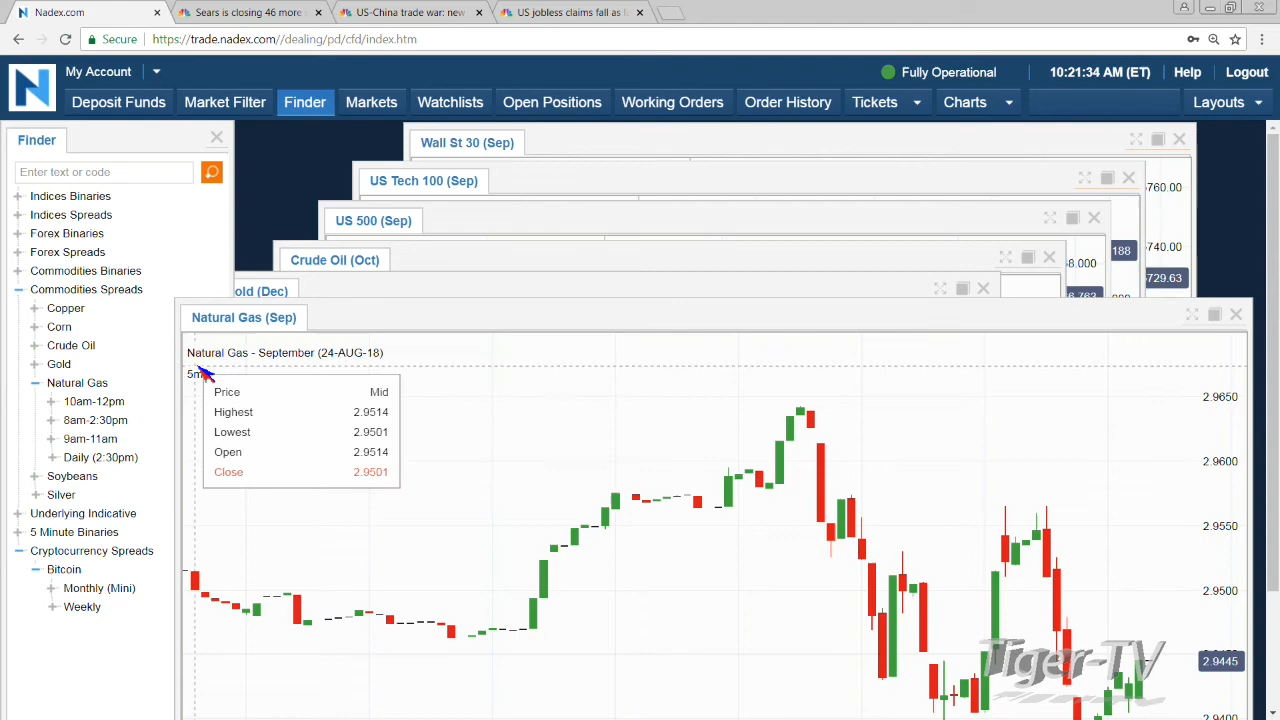 Nadex.com
Sears is closing 46 more
US-China trade war: new
US jobless claims fall as
Secure
https://trade.nadex.com//dealing/pd/cfd/index.htm
N
My Account
Fully Operational
10:21:34 AM (ET)
Help
Logout
Deposit Funds
Market Filter
Finder
Markets
Watchlists
Open Positions
Working Orders
Order History
Tickets
Charts
Layouts
Finder
Enter text or code
Indices Binaries
Indices Spreads
Forex Binaries
Forex Spreads
Commodities Binaries
Commodities Spreads
Copper
Corn
Crude Oil
Gold
Natural Gas
10am-12pm
8am-2:30pm
9am-11am
Daily (2:30pm)
Soybeans
Silver
Underlying Indicative
5 Minute Binaries
Cryptocurrency Spreads
Bitcoin
Monthly (Mini)
Weekly
Wall St 30 (Sep)
760.00
US Tech 100 (Sep)
US 500 (Sep)
188
740.00
Crude Oil (Oct)
8.000
729.63
old (Dec)
Natural Gas (Sep)
Natural Gas - September (24-AUG-18)
5m
Price Mid
Highest 2.9514
Lowest 2.9501
Open 2.9514
Close 2.9501
2.9650
2.9600
2.9550
2.9500
2.9445
2.9400
Tiger-TV